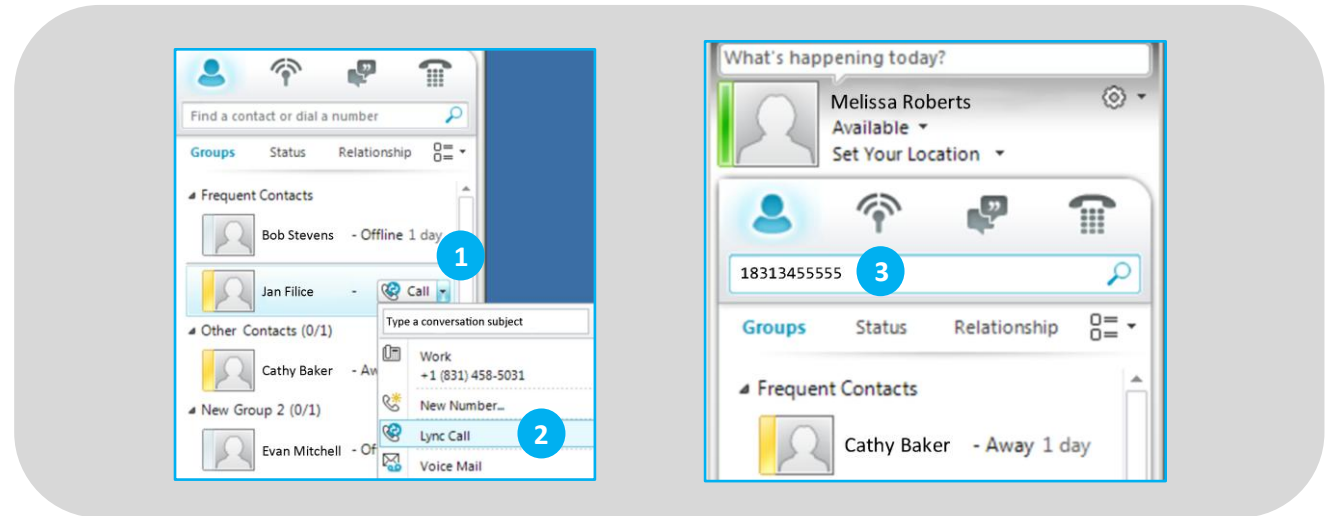 Find a contact or dial a number
Groups Status Relationship
Frequent Contacts
Bob Stevens - Offline 1 day
1
Jan Filice - Call
Type a conversation subject
Other Contacts (0/1)
Work
+1 (831) 458-5031
Cathy Baker - Aw
New Number...
New Group 2 (0/1)
Lync Call 2
Evan Mitchell - Of
Voice Mail
What's happening today?
Melissa Roberts
Available
Set Your Location
18313455555 3
Groups Status Relationship
Frequent Contacts
Cathy Baker - Away 1 day